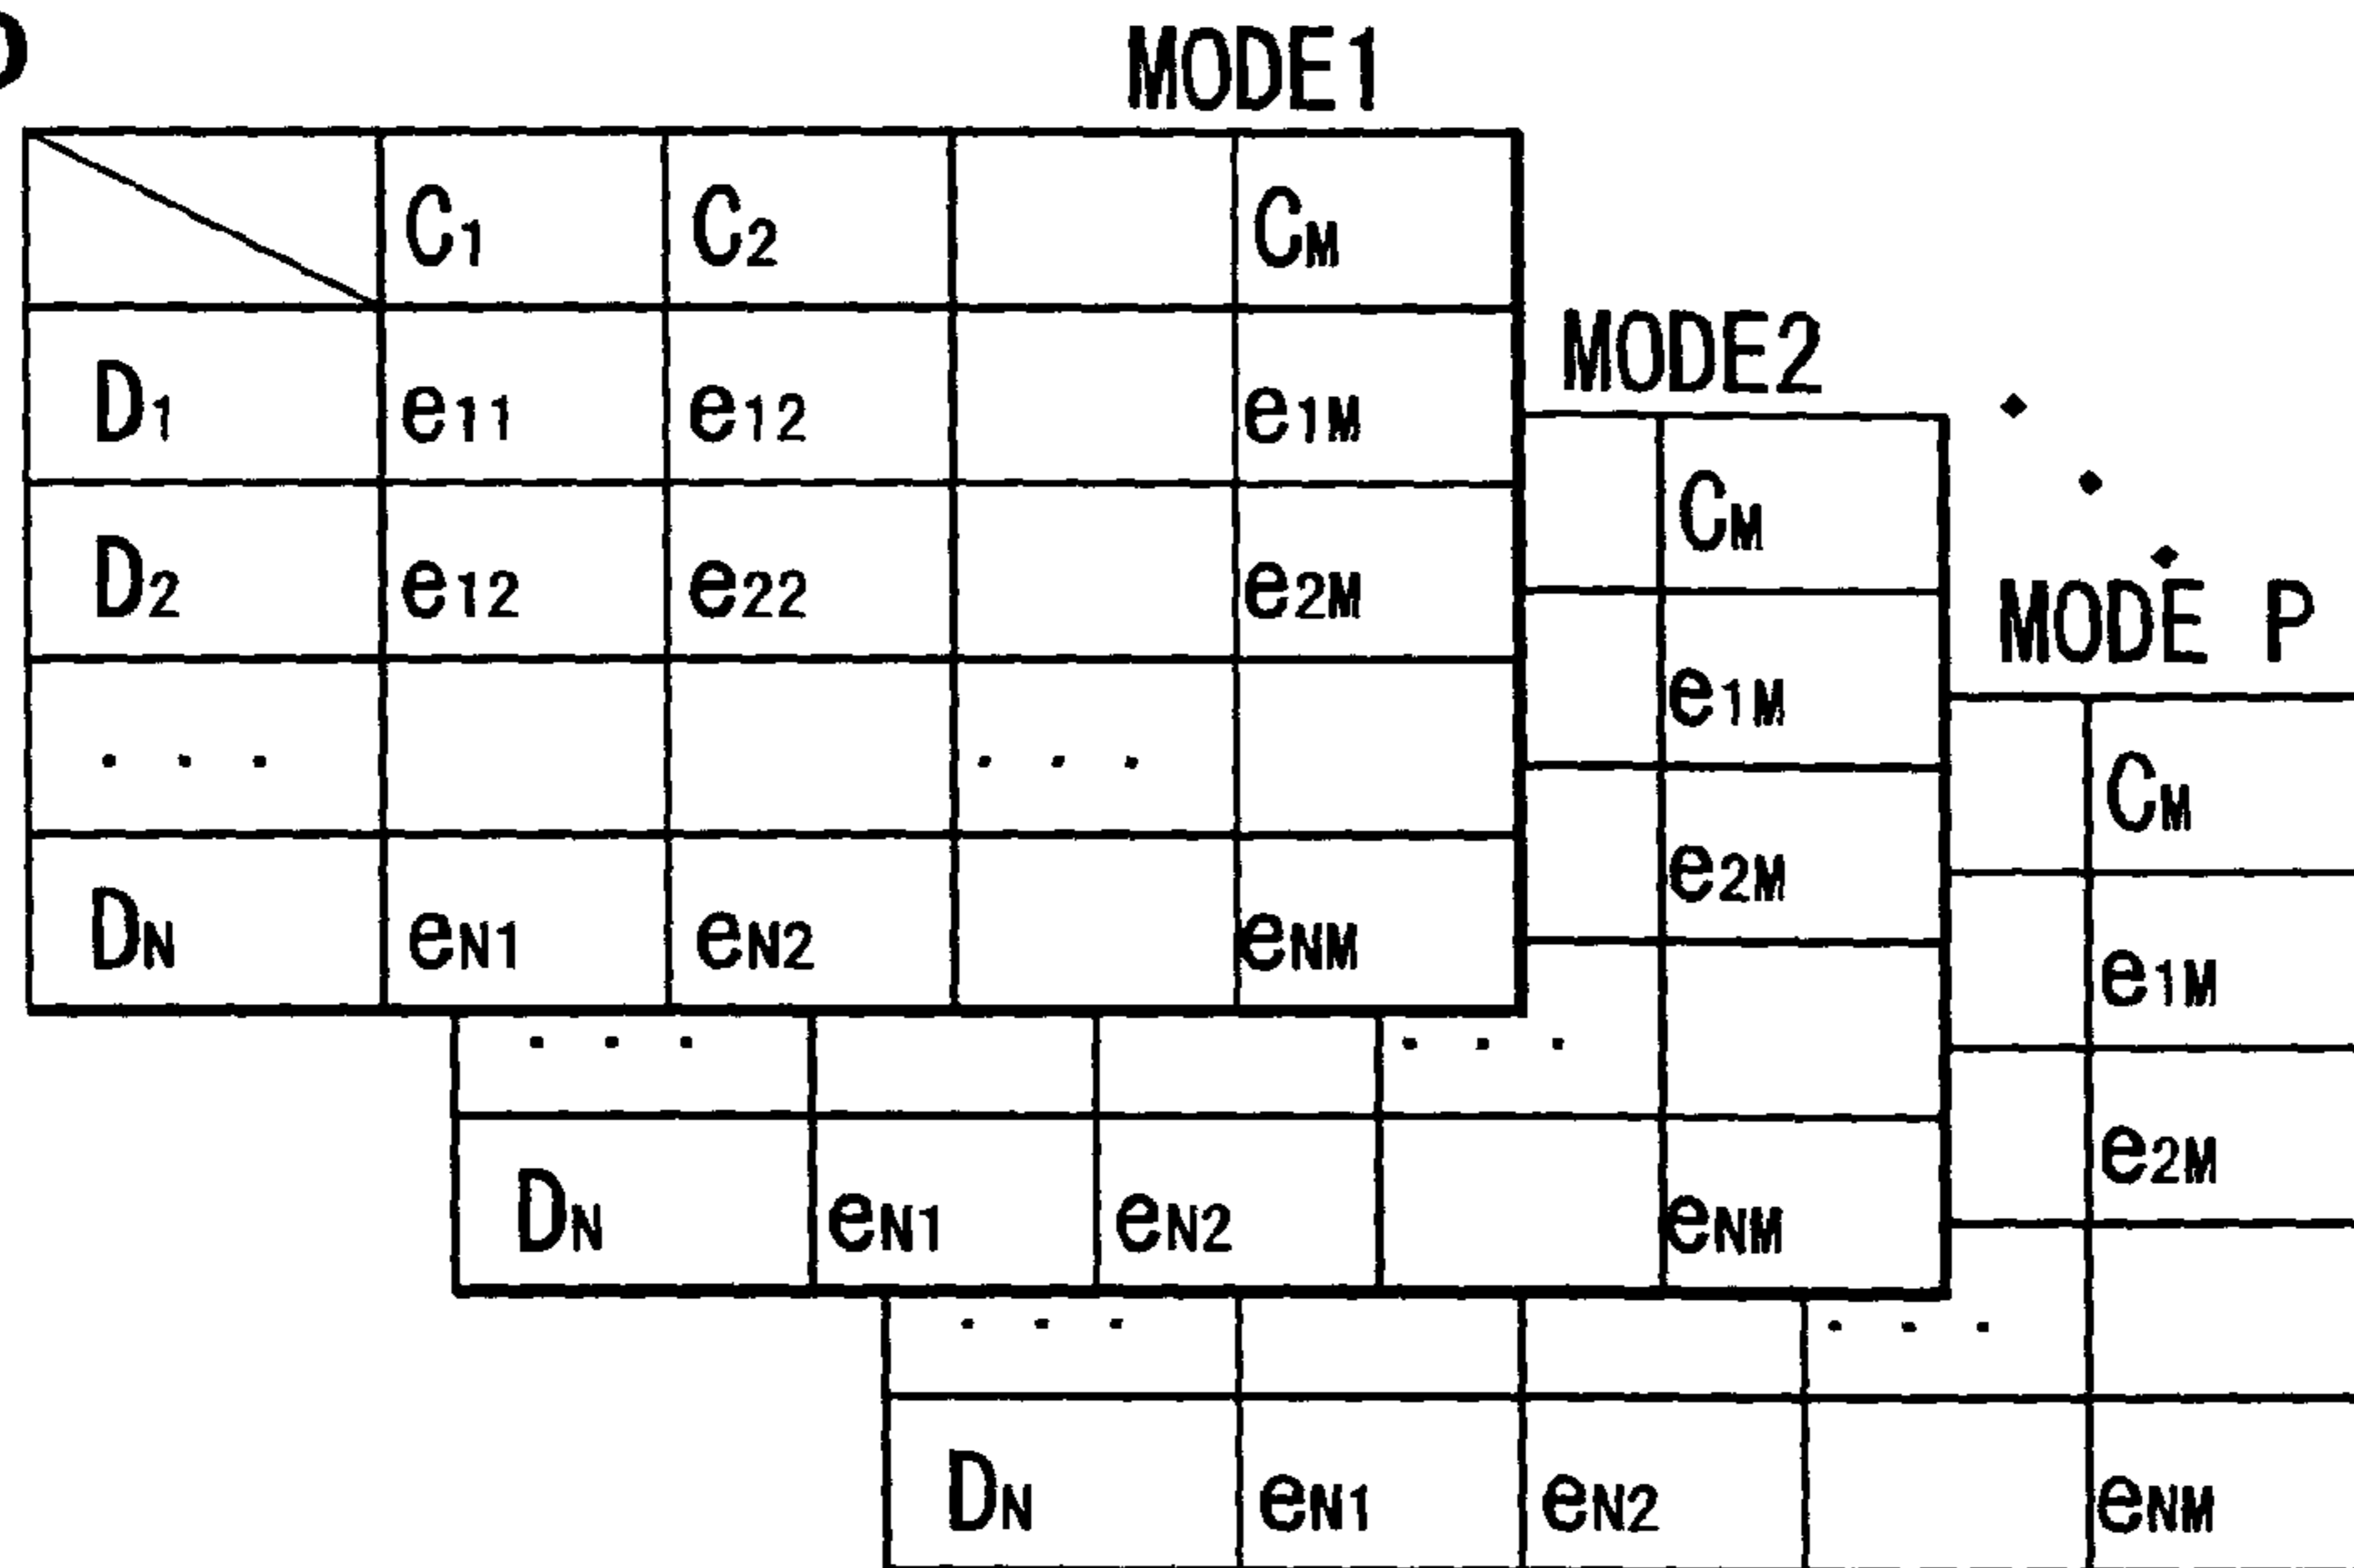 MODE1
C1 C2 CM
D1 e11 e12 e1M
D2 e12 e22 e2M
. . . . . .
DN eN1 eN2 eNM
MODE2
CM
e1M
e2M
. . . . . .
DN eN1 eN2 eNM
MODE P
CM
e1M
e2M
. . . . . .
DN eN1 eN2 eNM